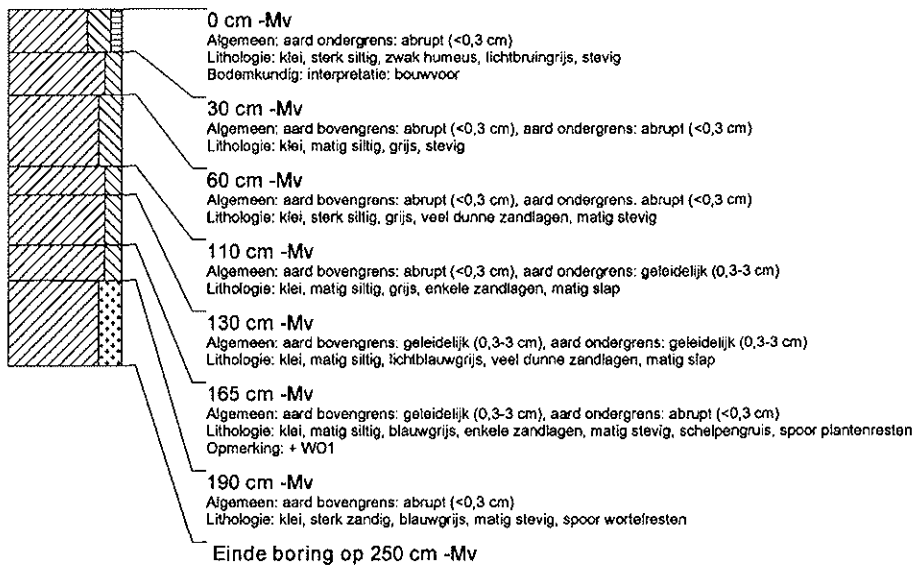 0 cm -Mv
Algemeen: aard ondergrens: abrupt (<0,3 cm)
Lithologie: klei, sterk siltig, zwak humeus, lichtbruingrijs, stevig
Bodemkundig: interpretatie: bouwvoor
30 cm -Mv
Algemeen: aard bovengrens: abrupt (<0,3 cm), aard ondergrens: abrupt (<0,3 cm)
Lithologie: klei, matig siltig, grijs, stevig
60 cm -Mv
Algemeen: aard bovengrens: abrupt (<0,3 cm), aard ondergrens. abrupt (<0,3 cm)
Lithologie: klei, sterk siltig, grijs, veel dunne zandlagen, matig stevig
110 cm -Mv
Algemeen: aard bovengrens: abrupt (<0,3 cm), aard ondergrens: geleidelijk (0,3-3 cm)
Lithologie: klei, matig siltig, grijs, enkele zandlagen, matig slap
130 cm -Mv
Algemeen: aard bovengrens: geleidelijk (0,3-3 cm), aard ondergrens: geleidelijk (0,3-3 cm)
Lithologie: klei, matig siltig, lichtblauwgrijs, veel dunne zandlagen, matig slap
165 cm -Mv
Algemeen: aard bovengrens: geleidelijk (0,3-3 cm), aard ondergrens: abrupt (<0,3 cm)
Lithologie: klei, matig siltig, blauwgrijs, enkele zandlagen, matig stevig, schelpengruis, spoor plantenresten
Opmerking: + WO1
190 cm -Mv
Algemeen: aard bovengrens: abrupt (<0,3 cm)
Lithologie: klei, sterk zandig, blauwgrijs, matig stevig, spoor wortelresten
Einde boring op 250 cm -Mv